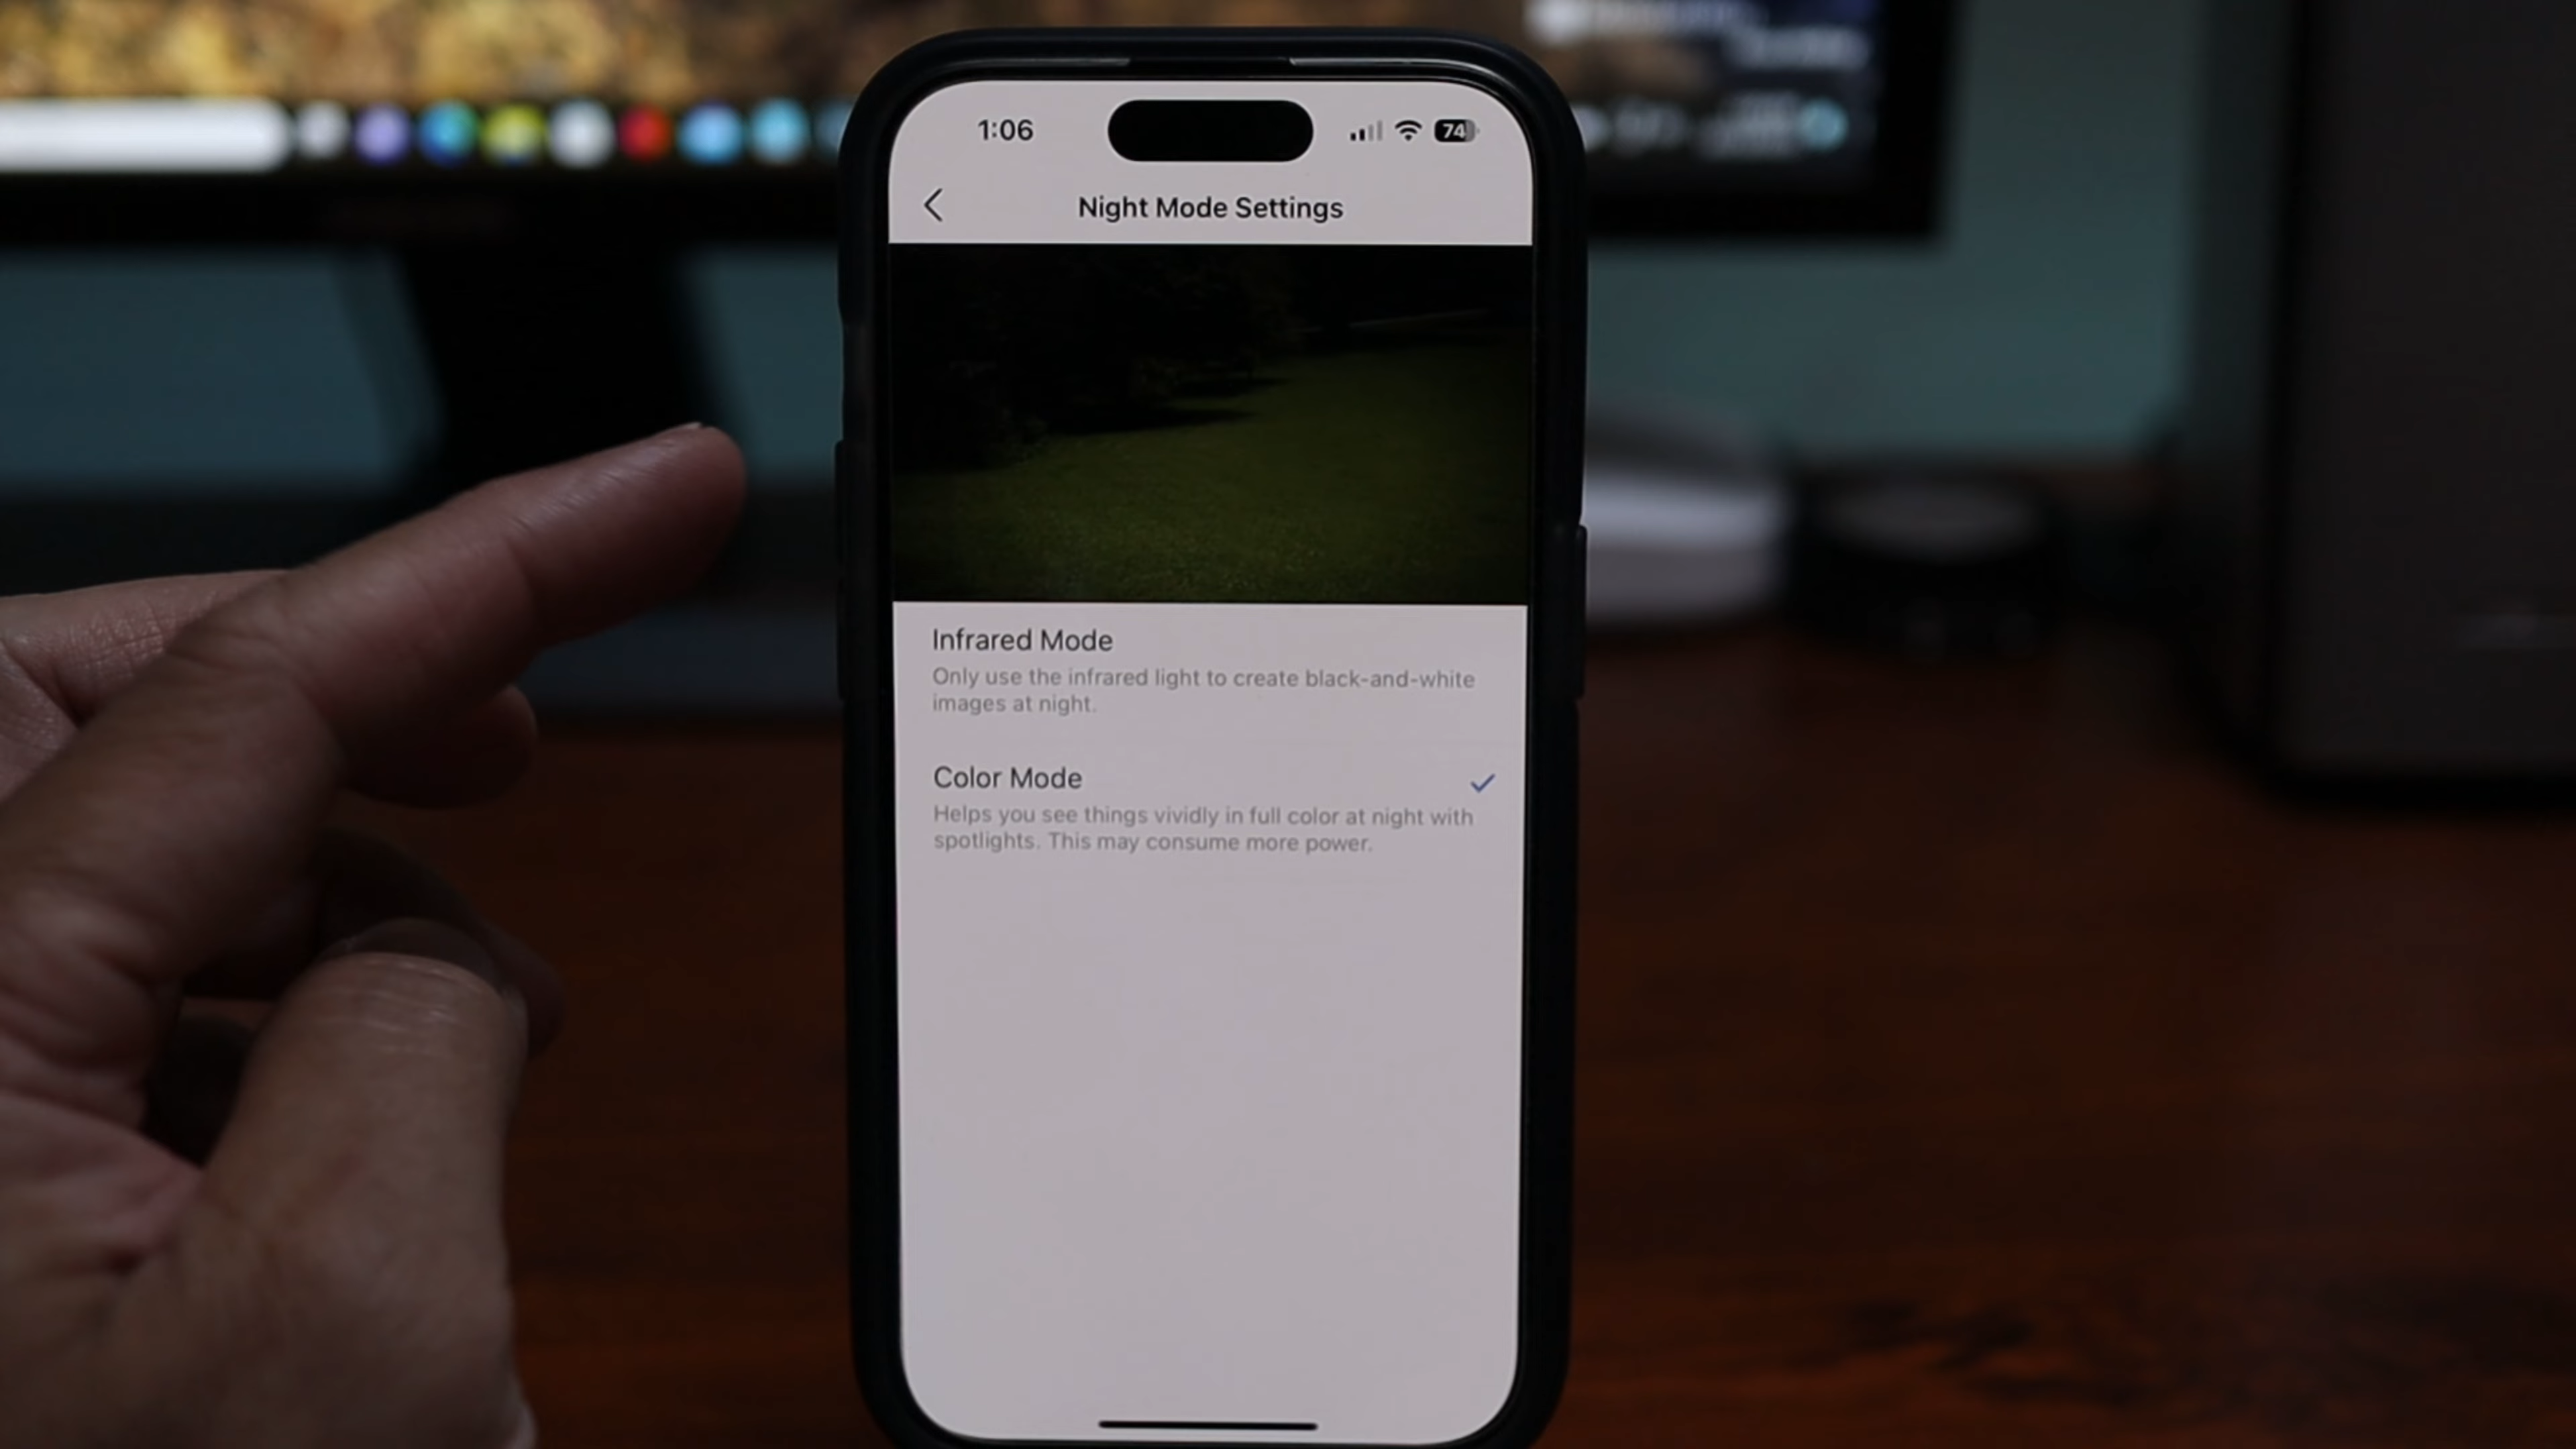 1:06
74
Night Mode Settings
Infrared Mode
Only use the infrared light to create black-and-white
images at night.
Color Mode
Helps you see things vividly in full color at night with
spotlights. This may consume more power.